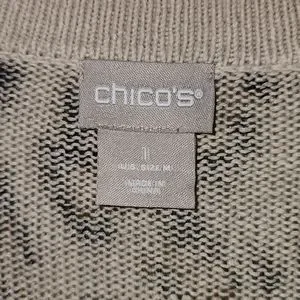 chico's®
1
(U.S. SIZE M)
MADE IN
CHINA